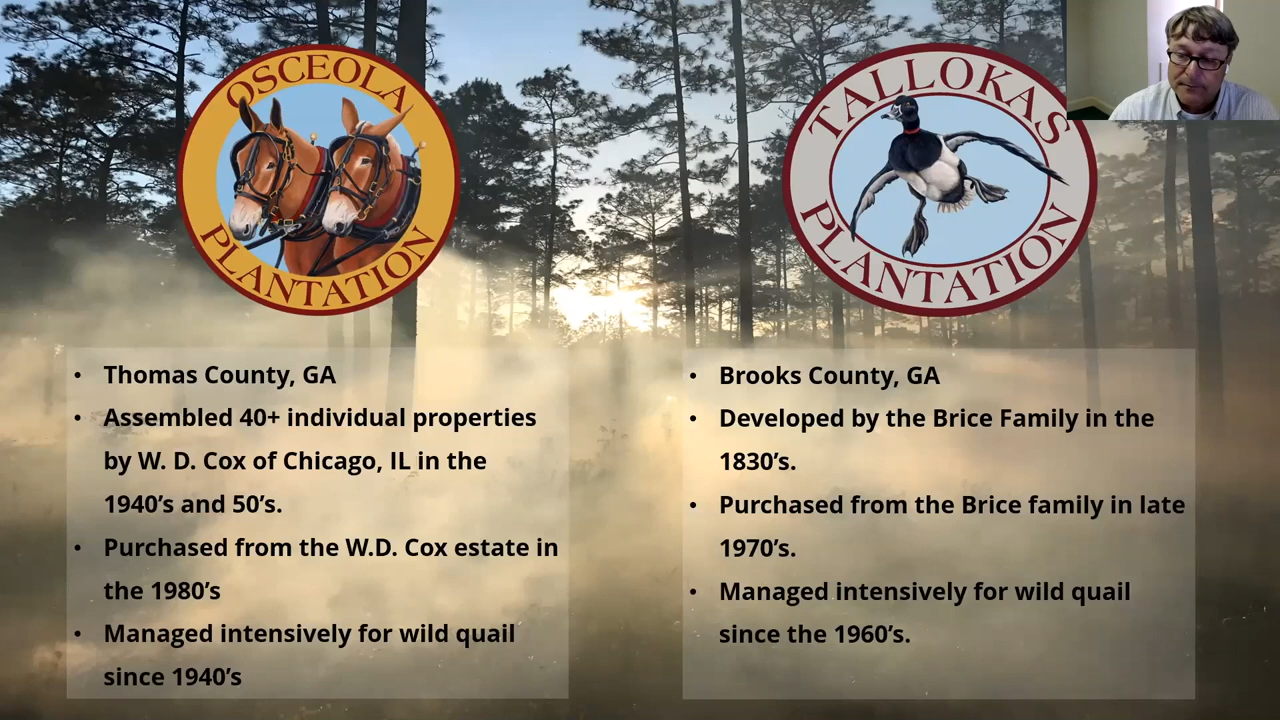 OSCEOLA
PLANTATION
• Thomas County, GA
• Assembled 40+ individual properties
by W. D. Cox of Chicago, IL in the
1940’s and 50’s.
• Purchased from the W.D. Cox estate in
the 1980’s
• Managed intensively for wild quail
since 1940’s
TALLOKAS
PLANTATION
• Brooks County, GA
• Developed by the Brice Family in the
1830’s.
• Purchased from the Brice family in late
1970’s.
• Managed intensively for wild quail
since the 1960’s.